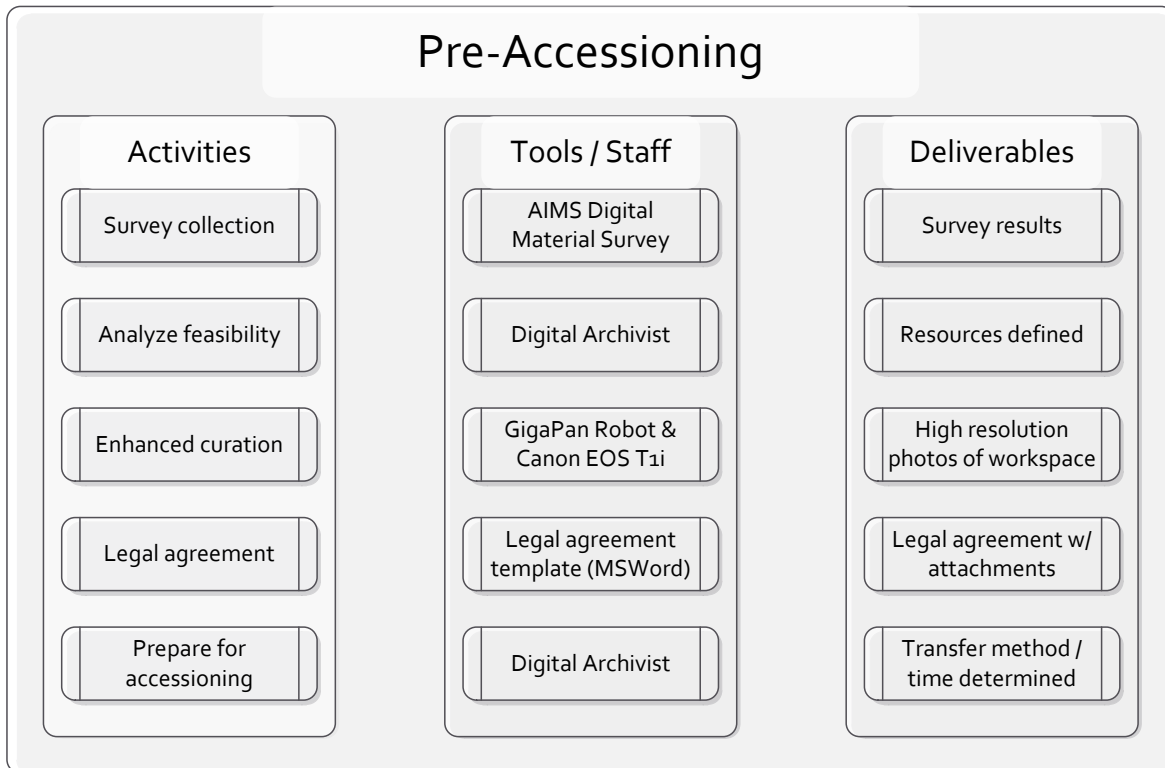 Pre-Accessioning
Activities
Survey collection
Analyze feasibility
Enhanced curation
Legal agreement
Prepare for
accessioning
Tools / Staff
AIMS Digital
Material Survey
Digital Archivist
GigaPan Robot &
Canon EOS T1i
Legal agreement
template (MSWord)
Digital Archivist
Deliverables
Survey results
Resources defined
High resolution
photos of workspace
Legal agreement w/
attachments
Transfer method /
time determined